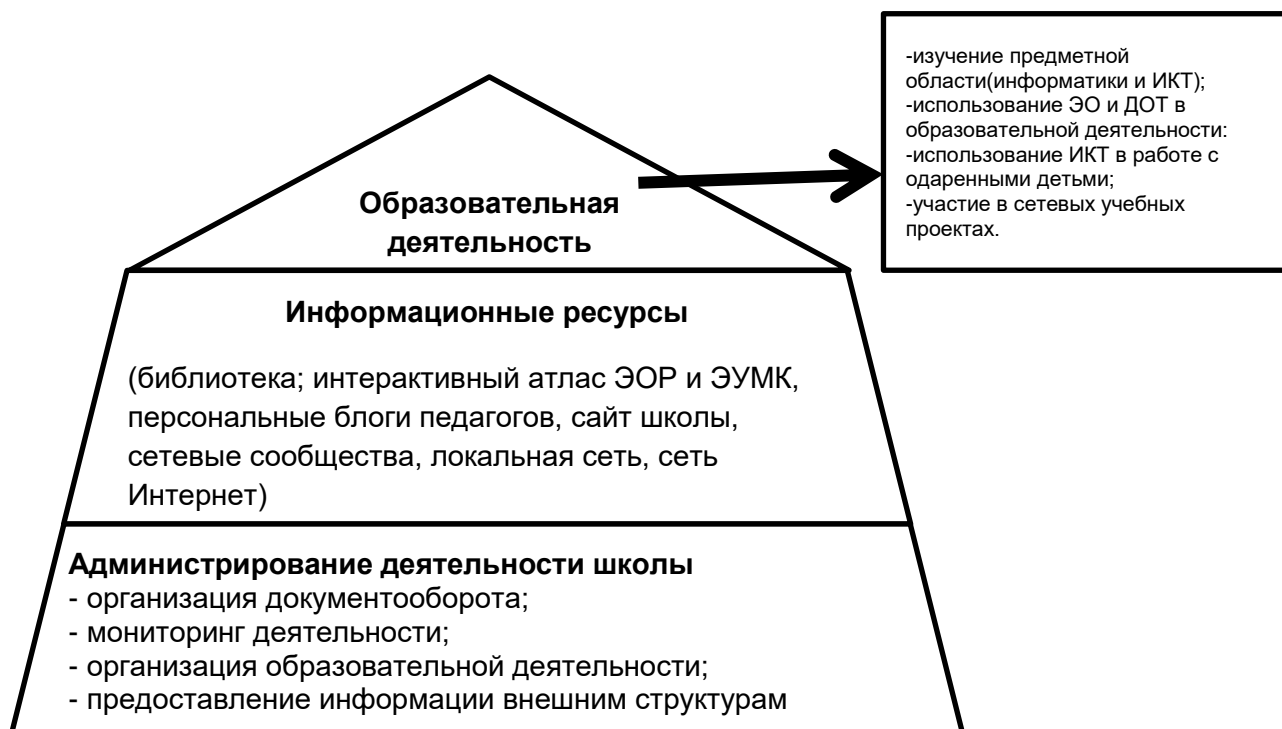 -изучение предметной
области(информатики и ИКТ);
-использование ЭО и ДОТ в
образовательной деятельности:
-использование ИКТ в работе с
одаренными детьми;
-участие в сетевых учебных
проектах.
Образовательная
деятельность
Информационные ресурсы
(библиотека; интерактивный атлас ЭОР и ЭУМК,
персональные блоги педагогов, сайт школы,
сетевые сообщества, локальная сеть, сеть
Интернет)
Администрирование деятельности школы
- организация документооборота;
- мониторинг деятельности;
- организация образовательной деятельности;
- предоставление информации внешним структурам